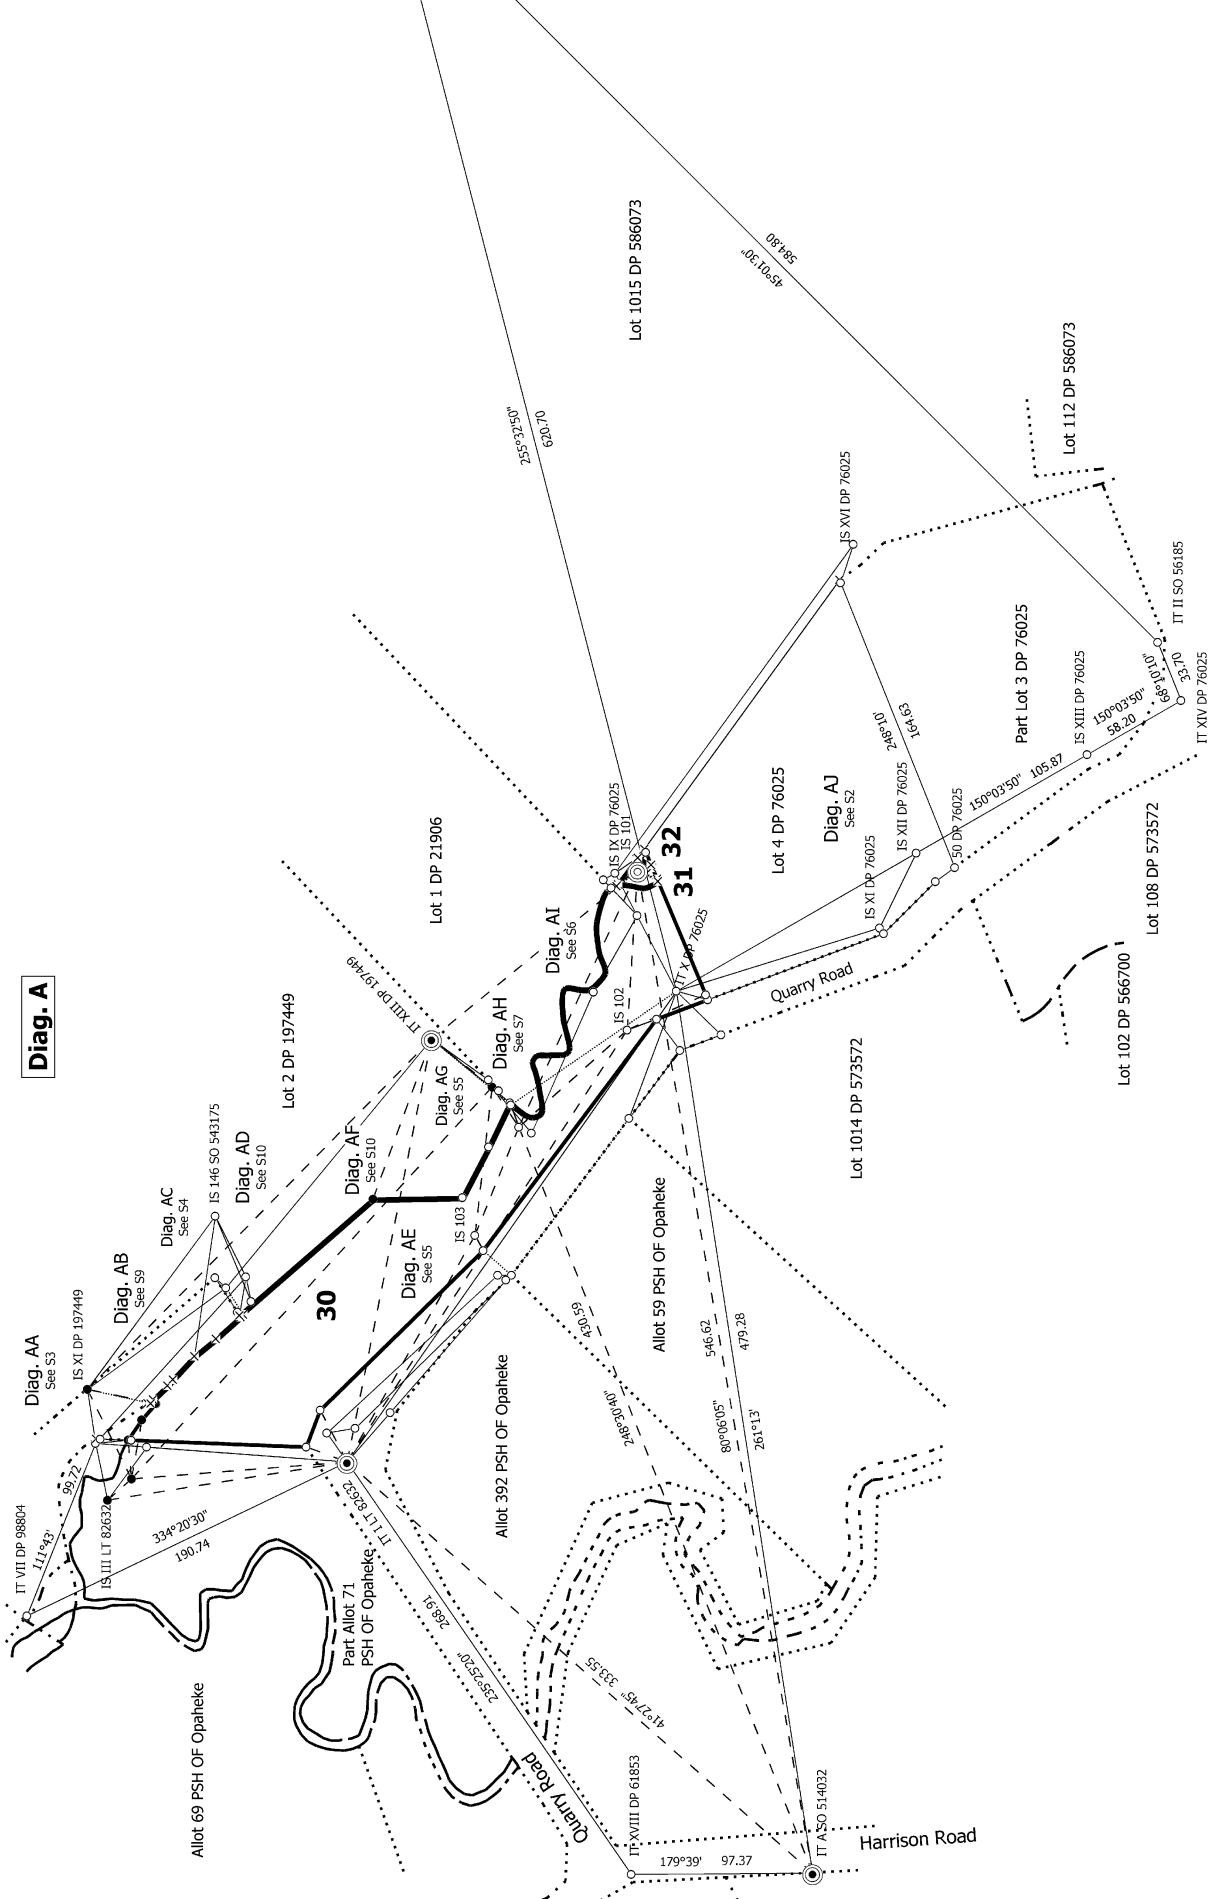 Diag. A
255°32'50"
620.70
45°01'30"
584.80
Lot 1015 DP 586073
Lot 112 DP 586073
IS XVI DP 76025
IT II SO 56185
Part Lot 3 DP 76025
68°10'10"
33.70
IT XIV DP 76025
IS XIII DP 76025
150°03'50"
58.20
150°03'50" 105.87
248°10'
164.63
Lot 4 DP 76025
Diag. AJ
See S2
IS XII DP 76025
50 DP 76025
IS XI DP 76025
Lot 108 DP 573572
IS IX DP 76025
IS 101
32
31
Lot 1 DP 21906
Diag. AI
See S6
IT X DP 76025
Quarry Road
IS 102
Lot 102 DP 566700
Lot 1014 DP 573572
IT XIII DP 197449
Lot 2 DP 197449
Diag. AH
See S7
Diag. AG
See S5
IS 146 SO 543175
Diag. AF
See S10
Diag. AD
See S10
Diag. AC
See S4
IS 103
Diag. AE
See S5
Allot 59 PSH OF Opaheke
Diag. AB
See S9
30
IS XI DP 197449
Diag. AA
See S3
430.59
248°30'40"
546.62
479.28
80°06'05"
261°13'
Allot 392 PSH OF Opaheke
99.72
111°43'
IT VII DP 98804
IS III LT 82632
334°20'30"
190.74
IT I LT 82632
Part Allot 71
PSH OF Opaheke
268.91
235°25'20"
333.55
41°27'45"
Allot 69 PSH OF Opaheke
Quarry Road
IT XVIII DP 61853
IT A SO 514032
179°39' 97.37
Harrison Road